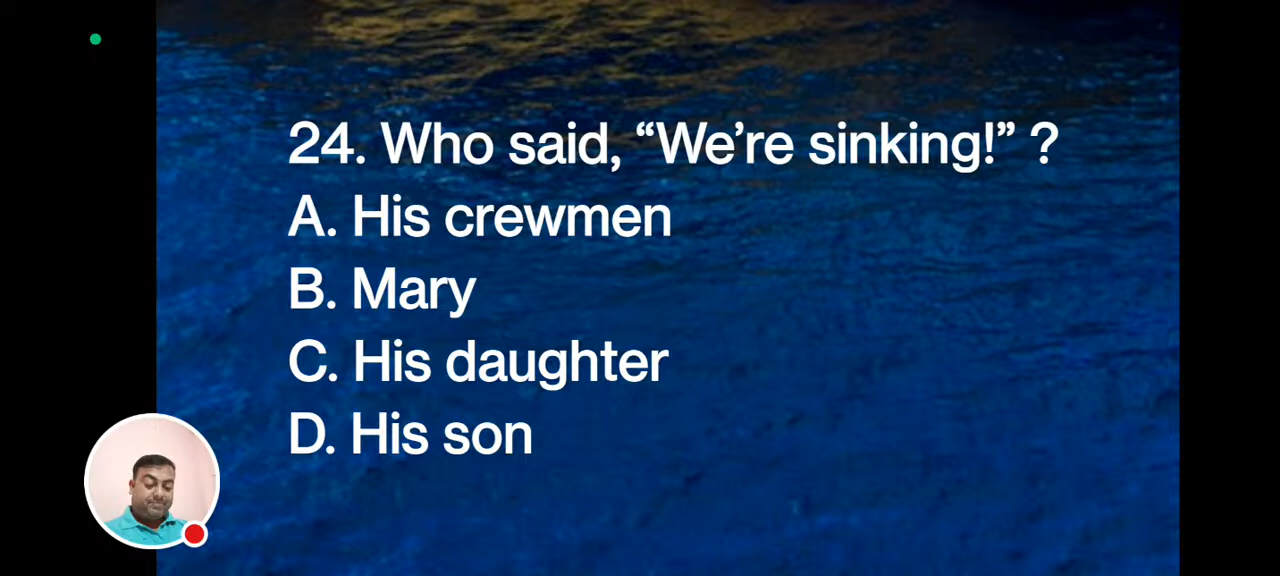 24. Who said, “We’re sinking!” ?
A. His crewmen
B. Mary
C. His daughter
D. His son